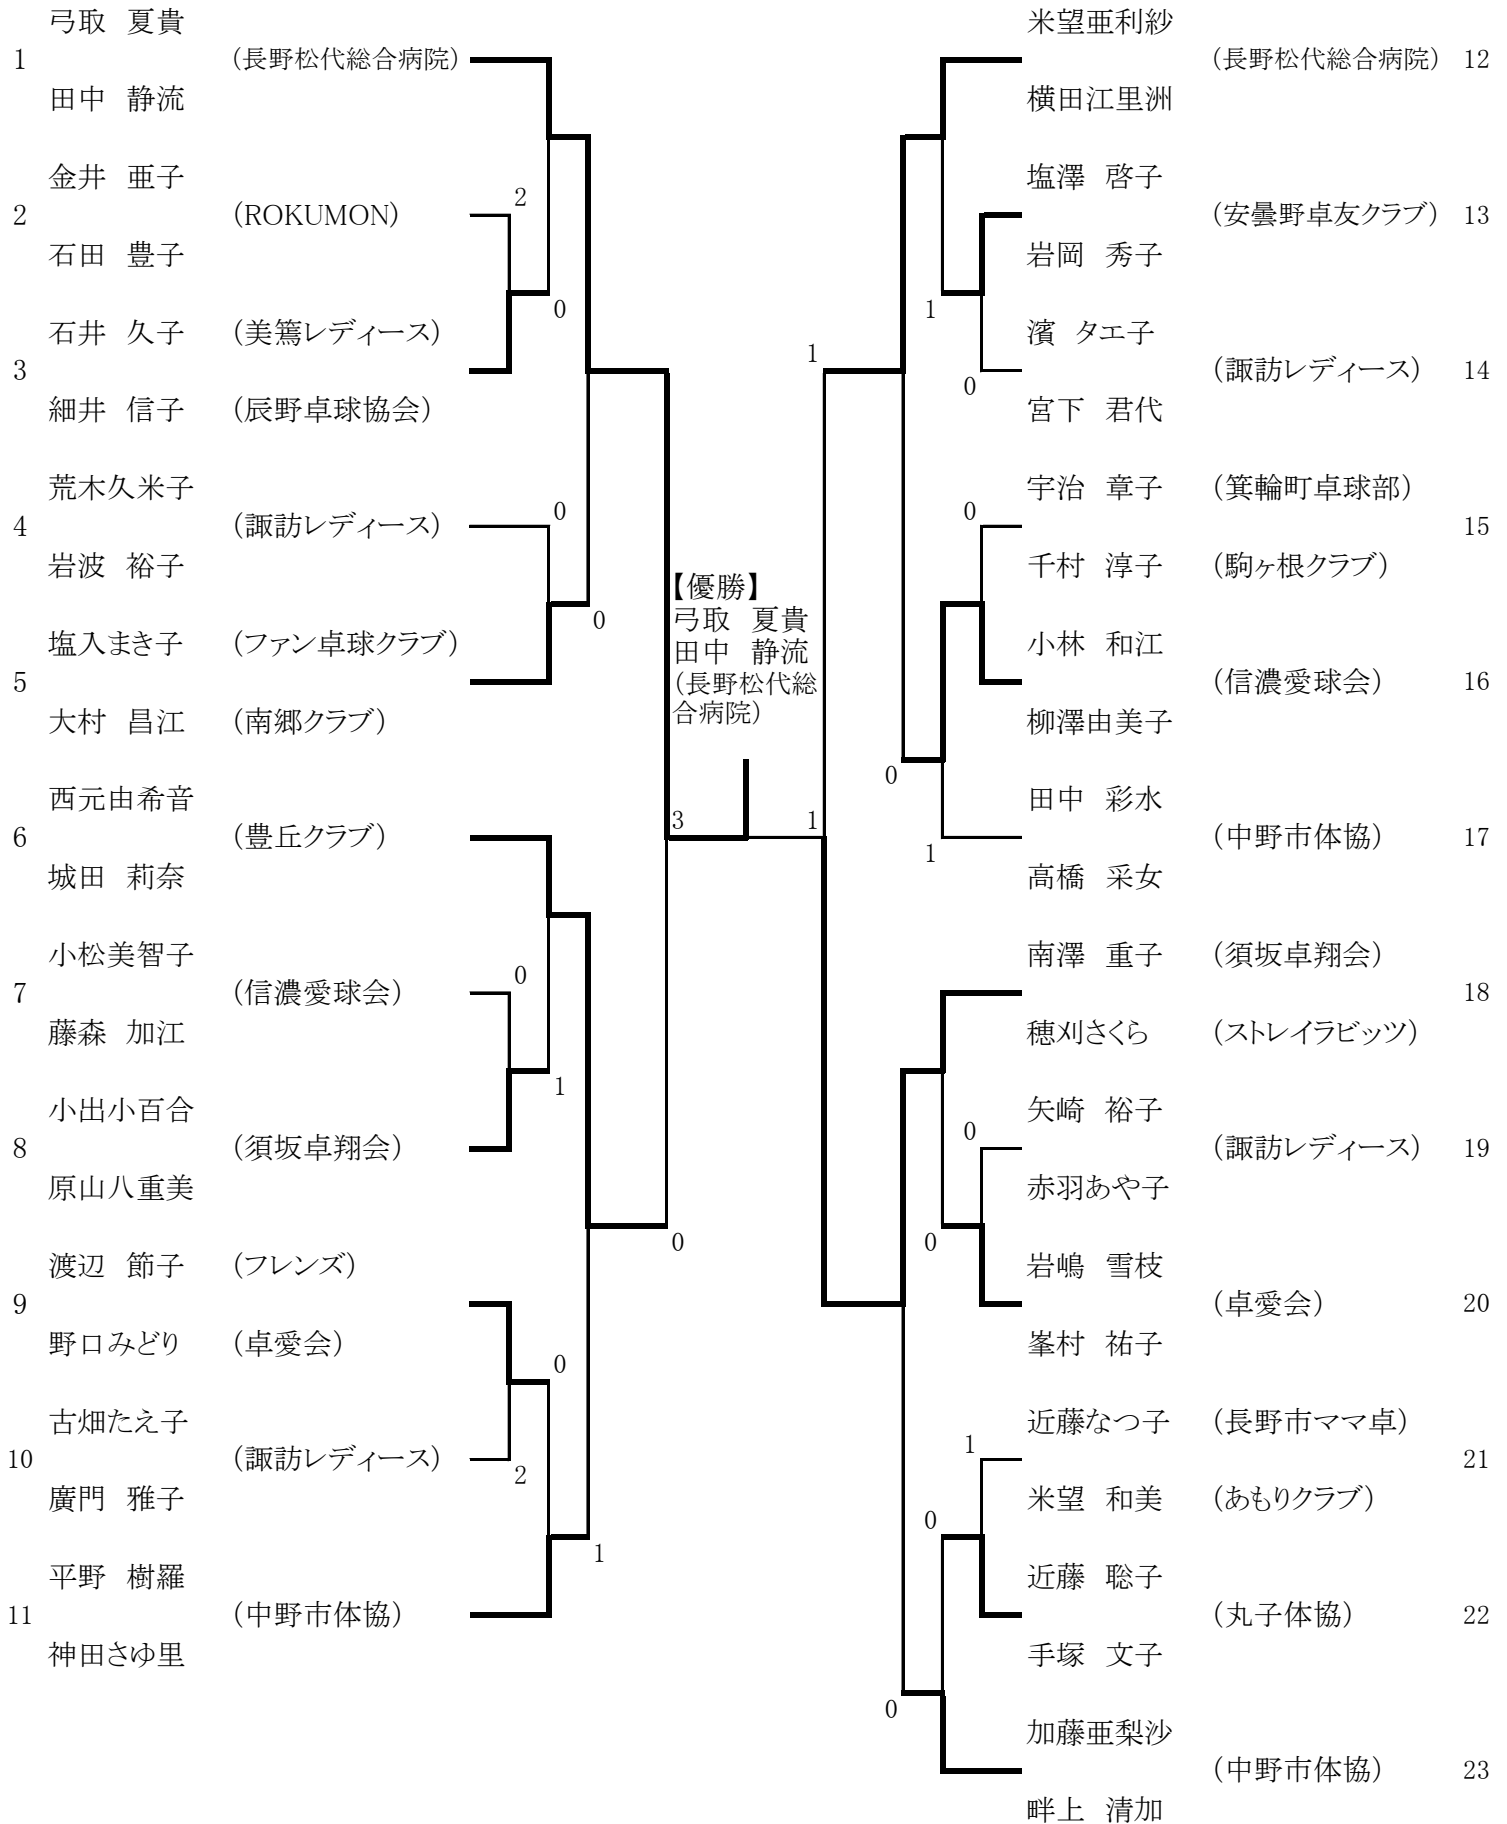 弓取 夏貴
1 (長野松代総合病院)
田中 静流
金井 亜子
2
2 (ROKUMON)
石田 豊子
0
石井 久子 (美篶レディース)
3
細井 信子 (辰野卓球協会)
荒木久米子
0
4 (諏訪レディース)
岩波 裕子
0
塩入まき子 (ファン卓球クラブ)
5
大村 昌江 (南郷クラブ)
西元由希音
6 (豊丘クラブ)
城田 莉奈
小松美智子
0
7 (信濃愛球会)
藤森 加江
1
小出小百合
8 (須坂卓翔会)
原山八重美
0
渡辺 節子 (フレンズ)
9
野口みどり (卓愛会)
0
古畑たえ子
10 (諏訪レディース)
2
廣門 雅子
1
平野 樹羅
11 (中野市体協)
神田さゆ里
【優勝】
弓取 夏貴
田中 静流
(長野松代総
合病院)
3 1
米望亜利紗
(長野松代総合病院) 12
横田江里洲
塩澤 啓子
(安曇野卓友クラブ) 13
岩岡 秀子
1
濱 タエ子
1
(諏訪レディース) 14
0
宮下 君代
宇治 章子 (箕輪町卓球部)
0
15
千村 淳子 (駒ヶ根クラブ)
小林 和江
(信濃愛球会) 16
柳澤由美子
0
田中 彩水
(中野市体協) 17
1
高橋 采女
南澤 重子 (須坂卓翔会)
18
穂刈さくら (ストレイラビッツ)
矢崎 裕子
0
(諏訪レディース) 19
赤羽あや子
0
岩嶋 雪枝
(卓愛会) 20
峯村 祐子
近藤なつ子 (長野市ママ卓)
1
21
米望 和美 (あもりクラブ)
0
近藤 聡子
(丸子体協) 22
手塚 文子
0
加藤亜梨沙
(中野市体協) 23
畔上 清加